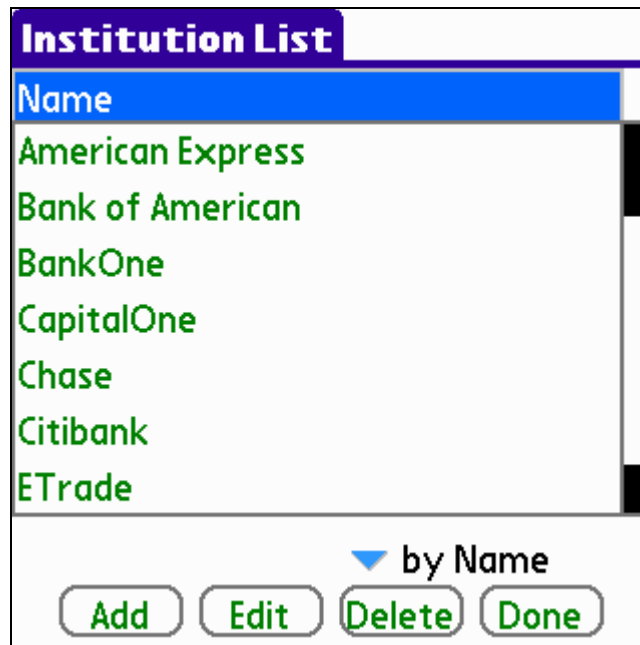 Institution List
Name
American Express
Bank of American
BankOne
CapitalOne
Chase
Citibank
ETrade
by Name
Add Edit Delete Done